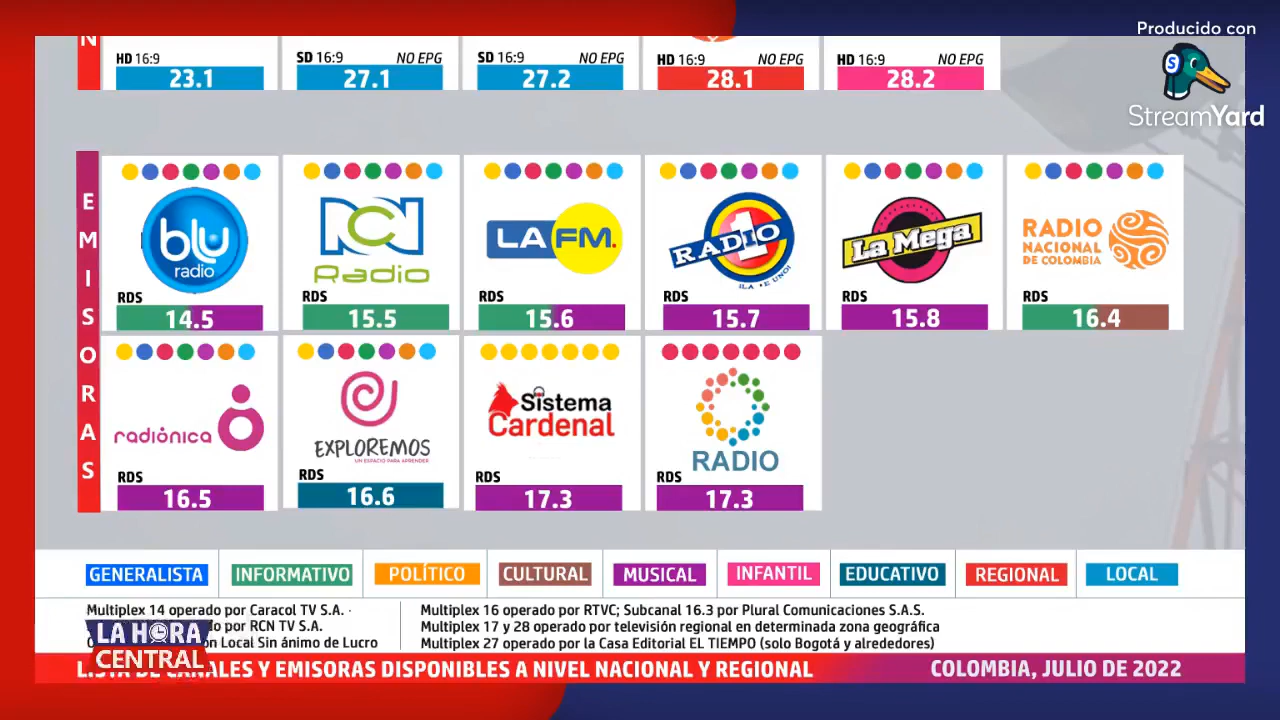 Producido con
StreamYard
N
HD 16:9
23.1
SD 16:9 NO EPG
27.1
SD 16:9 NO EPG
27.2
HD 16:9 NO EPG
28.1
HD 16:9 NO EPG
28.2
EMISORAS
blu
radio
RDS
14.5
RCN
Radio
RDS
15.5
LA FM.
RDS
15.6
RADIO 1
RDS
15.7
La Mega
RDS
15.8
RADIO
NACIONAL
DE COLOMBIA
RDS
16.4
radiónica
RDS
16.5
EXPLOREMOS
UN ESPACIO PARA APRENDER
RDS
16.6
Sistema
Cardenal
RDS
17.3
RADIO
RDS
17.3
GENERALISTA
INFORMATIVO
POLÍTICO
CULTURAL
MUSICAL
INFANTIL
EDUCATIVO
REGIONAL
LOCAL
Multiplex 14 operado por Caracol TV S.A.
do por RCN TV S.A.
on Local Sin ánimo de Lucro
Multiplex 16 operado por RTVC; Subcanal 16.3 por Plural Comunicaciones S.A.S.
Multiplex 17 y 28 operado por televisión regional en determinada zona geográfica
Multiplex 27 operado por la Casa Editorial EL TIEMPO (solo Bogotá y alrededores)
LA HORA
CENTRAL
LISTA DE CANALES Y EMISORAS DISPONIBLES A NIVEL NACIONAL Y REGIONAL
COLOMBIA, JULIO DE 2022